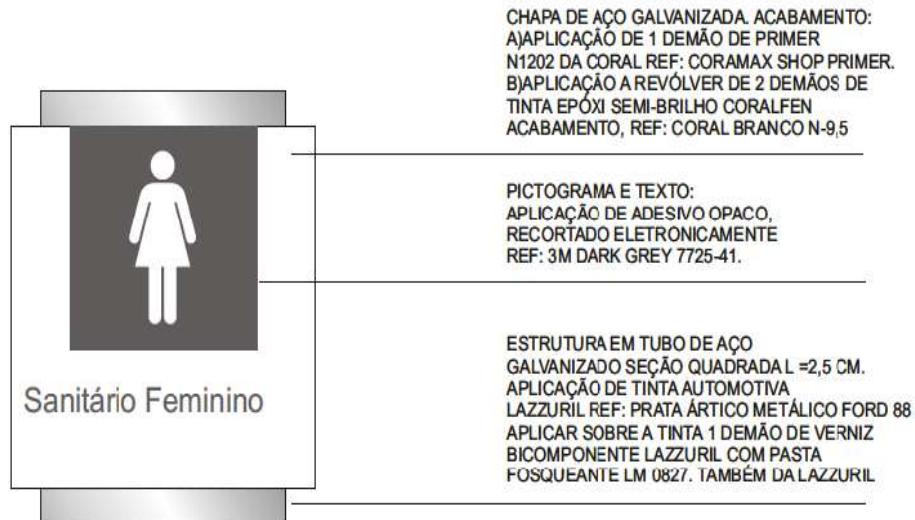 CHAPA DE AÇO GALVANIZADA. ACABAMENTO:
A)APLICAÇÃO DE 1 DEMÃO DE PRIMER
N1202 DA CORAL REF: CORAMAX SHOP PRIMER.
B)APLICAÇÃO A REVÓLVER DE 2 DEMÃOS DE
TINTA EPÓXI SEMI-BRILHO CORALFEN
ACABAMENTO, REF: CORAL BRANCO N-9,5
PICTOGRAMA E TEXTO:
APLICAÇÃO DE ADESIVO OPACO,
RECORTADO ELETRONICAMENTE
REF: 3M DARK GREY 7725-41.
Sanitário Feminino
ESTRUTURA EM TUBO DE AÇO
GALVANIZADO SEÇÃO QUADRADA L =2,5 CM.
APLICAÇÃO DE TINTA AUTOMOTIVA
LAZZURIL REF: PRATA ÁRTICO METÁLICO FORD 88
APLICAR SOBRE A TINTA 1 DEMÃO DE VERNIZ
BICOMPONENTE LAZZURIL COM PASTA
FOSQUEANTE LM 0827. TAMBÉM DA LAZZURIL